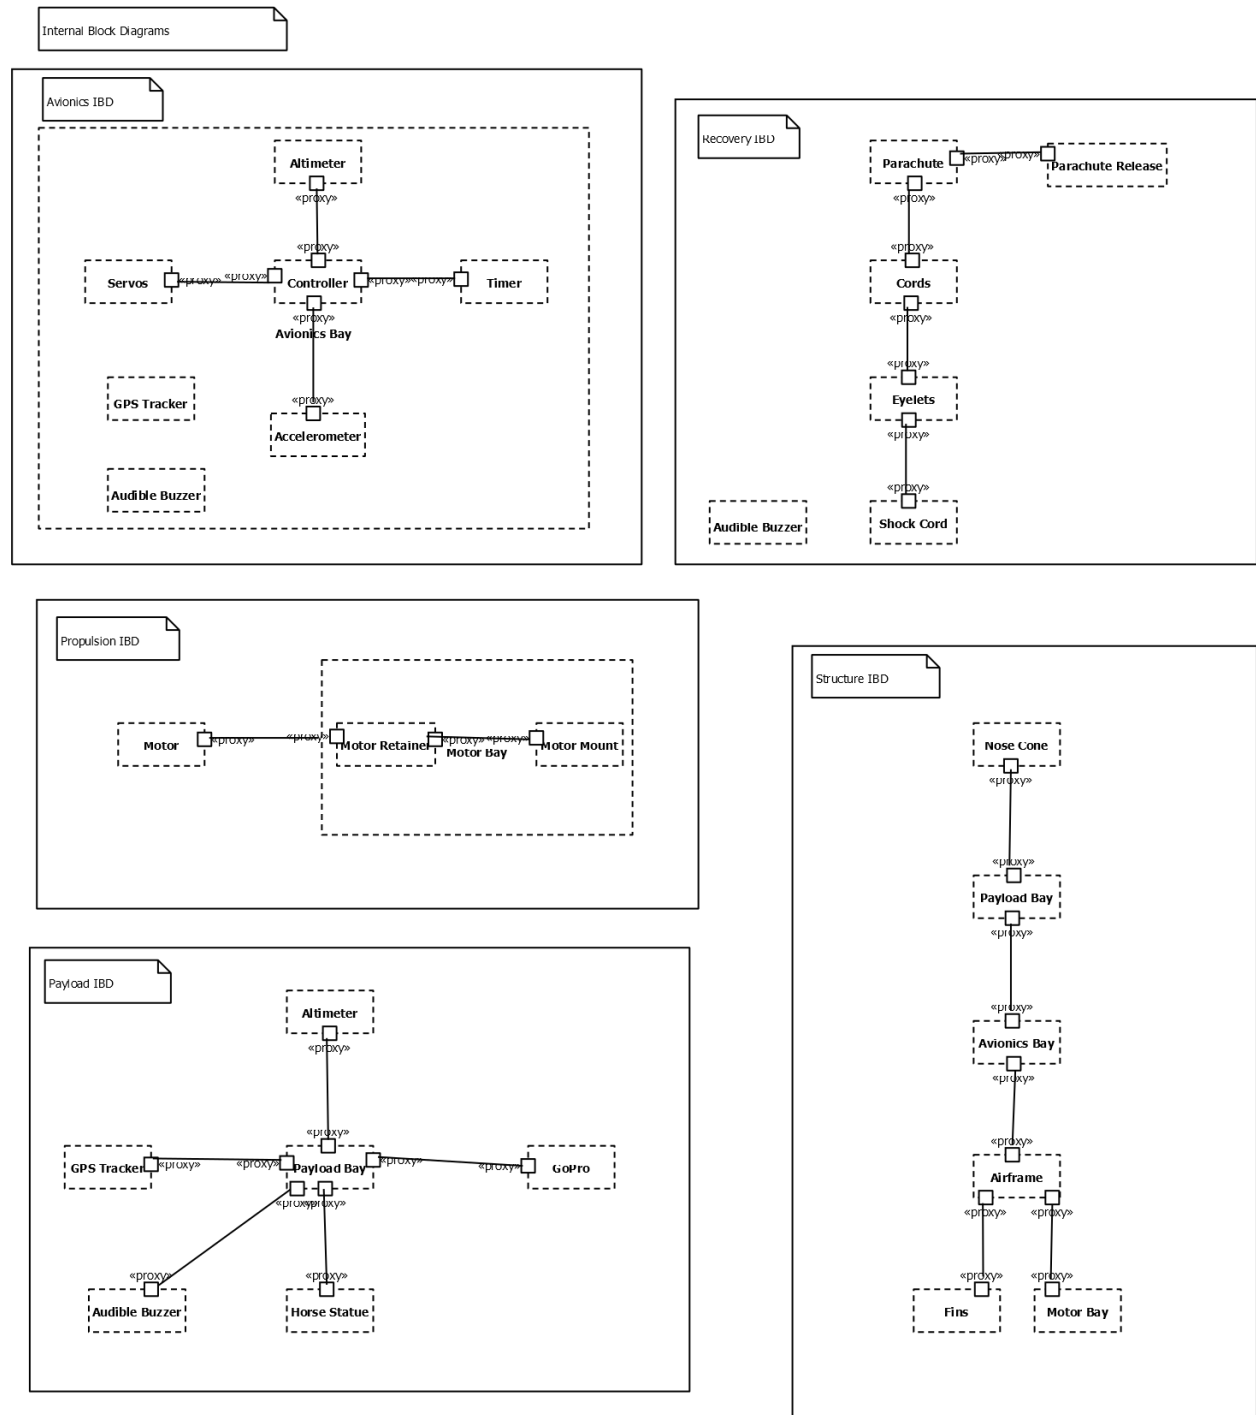 Internal Block Diagrams
Avionics IBD
Altimeter
«proxy»
«proxy»
Servos
«proxy»
«proxy»
Controller
«proxy»
«proxy»
Timer
«proxy»
Avionics Bay
GPS Tracker
«proxy»
Accelerometer
Audible Buzzer
Recovery IBD
Parachute
«proxy»
«proxy»
Parachute Release
«proxy»
«proxy»
Cords
«proxy»
«proxy»
Eyelets
«proxy»
«proxy»
Shock Cord
Audible Buzzer
Propulsion IBD
Motor
«proxy»
«proxy»
Motor Retainer
«proxy»
«proxy»
Motor Mount
Motor Bay
Structure IBD
Nose Cone
«proxy»
«proxy»
Payload Bay
«proxy»
«proxy»
Avionics Bay
«proxy»
«proxy»
Airframe
«proxy»
«proxy»
«proxy»
«proxy»
Fins
Motor Bay
Payload IBD
Altimeter
«proxy»
«proxy»
GPS Tracker
«proxy»
«proxy»
Payload Bay
«proxy»
«proxy»
GoPro
«proxy»
«proxy»
«proxy»
«proxy»
Audible Buzzer
Horse Statue